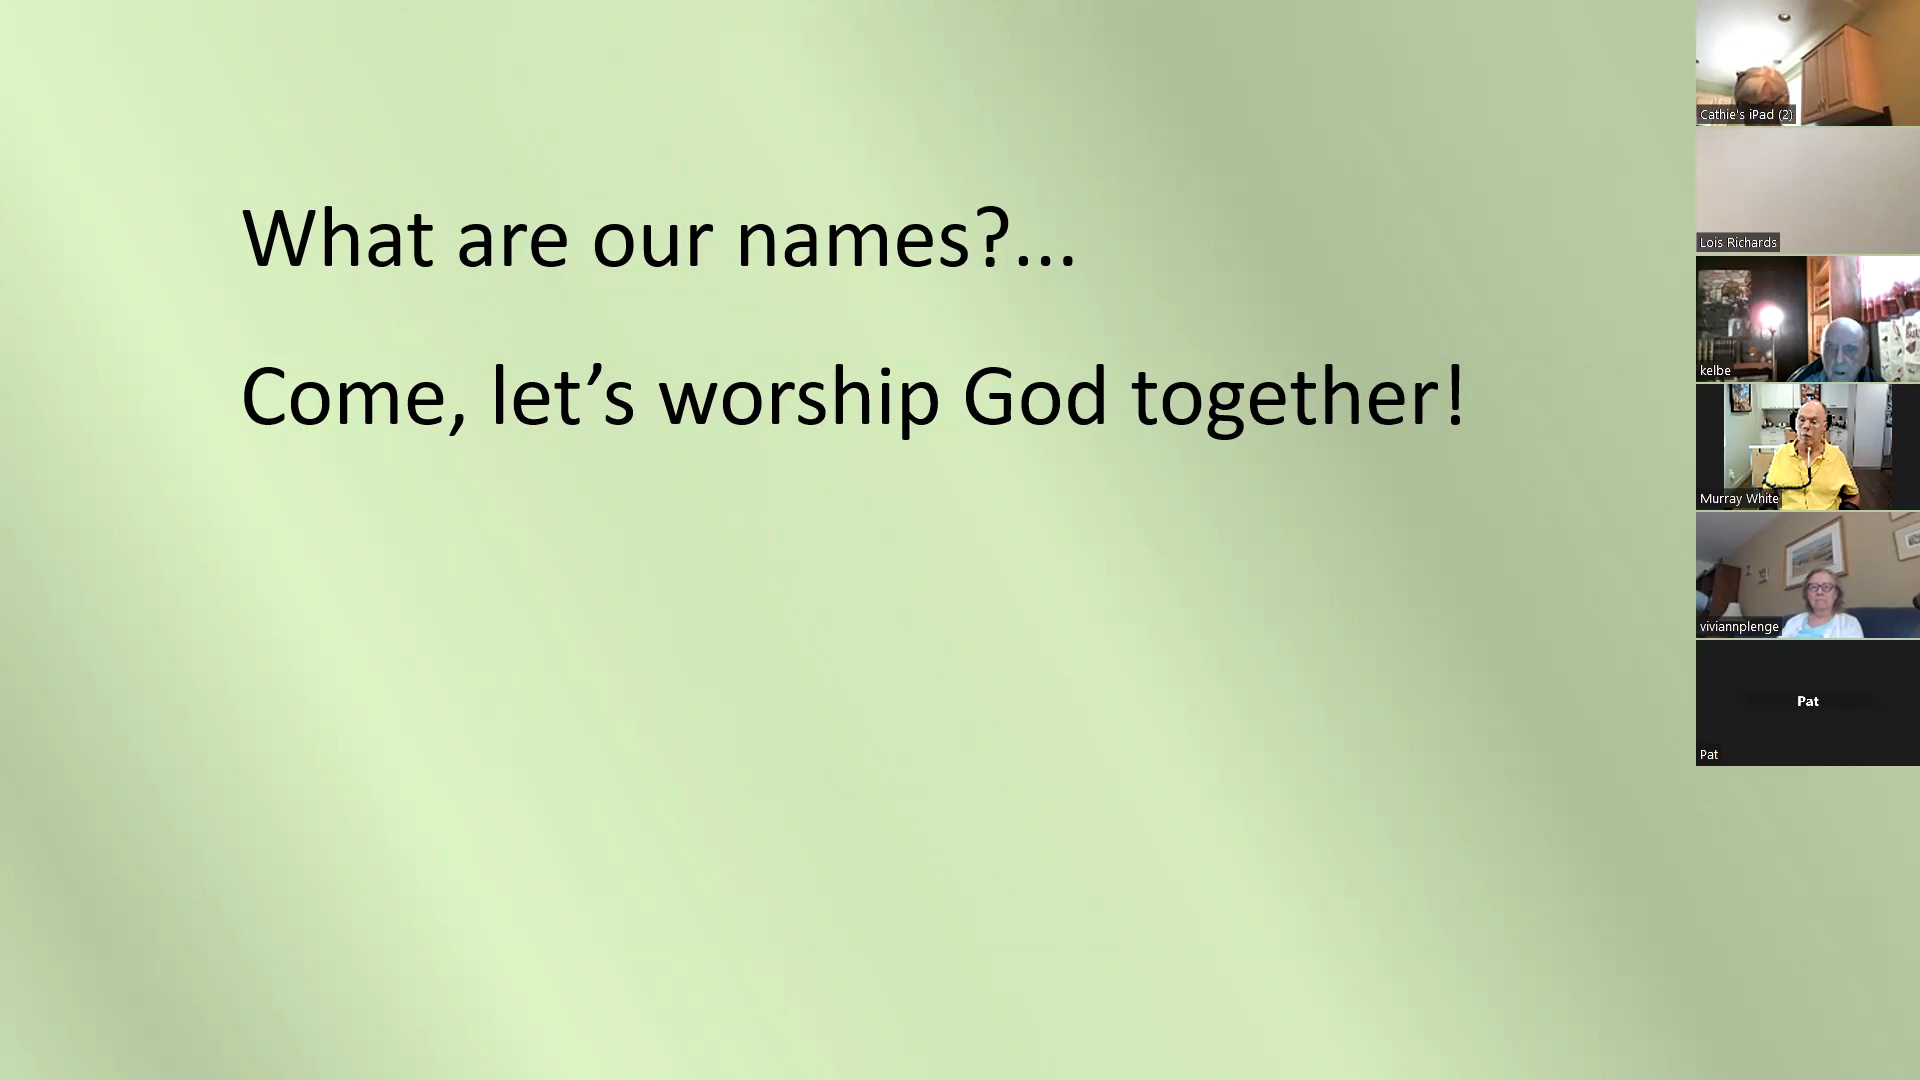 What are our names?...
Come, let’s worship God together!
Cathie's iPad (2)
Lois Richards
kelbe
Murray White
viviannplenge
Pat
Pat